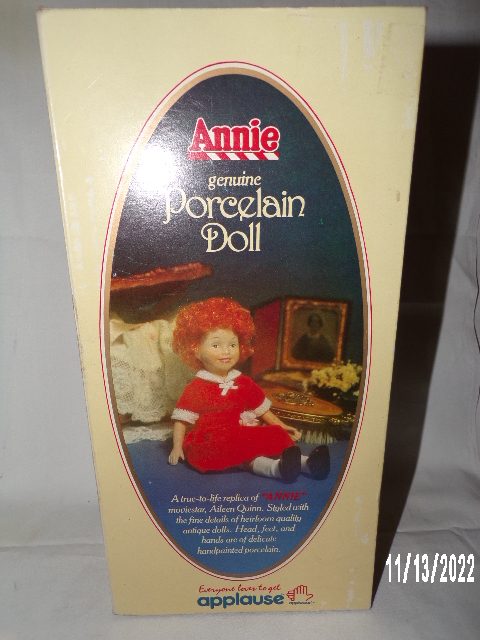 Annie
genuine
Porcelain
Doll
A true-to-life replica of "ANNIE"
moviestar, Aileen Quinn. Styled with
the fine details of heirloom quality
antique dolls. Head, feet, and
hands are of delicate
handpainted porcelain.
Everyone loves to get
applause applause
11/13/2022